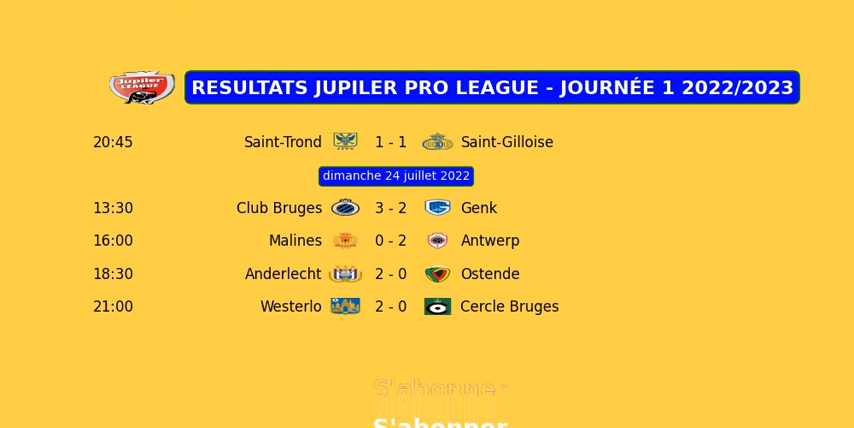 Jupiler
LEAGUE
RESULTATS JUPILER PRO LEAGUE - JOURNÉE 1 2022/2023
20:45 Saint-Trond 1 - 1 Saint-Gilloise
dimanche 24 juillet 2022
13:30 Club Bruges 3 - 2 Genk
16:00 Malines 0 - 2 Antwerp
18:30 Anderlecht 2 - 0 Ostende
21:00 Westerlo 2 - 0 Cercle Bruges
S'abonner
S'abonner